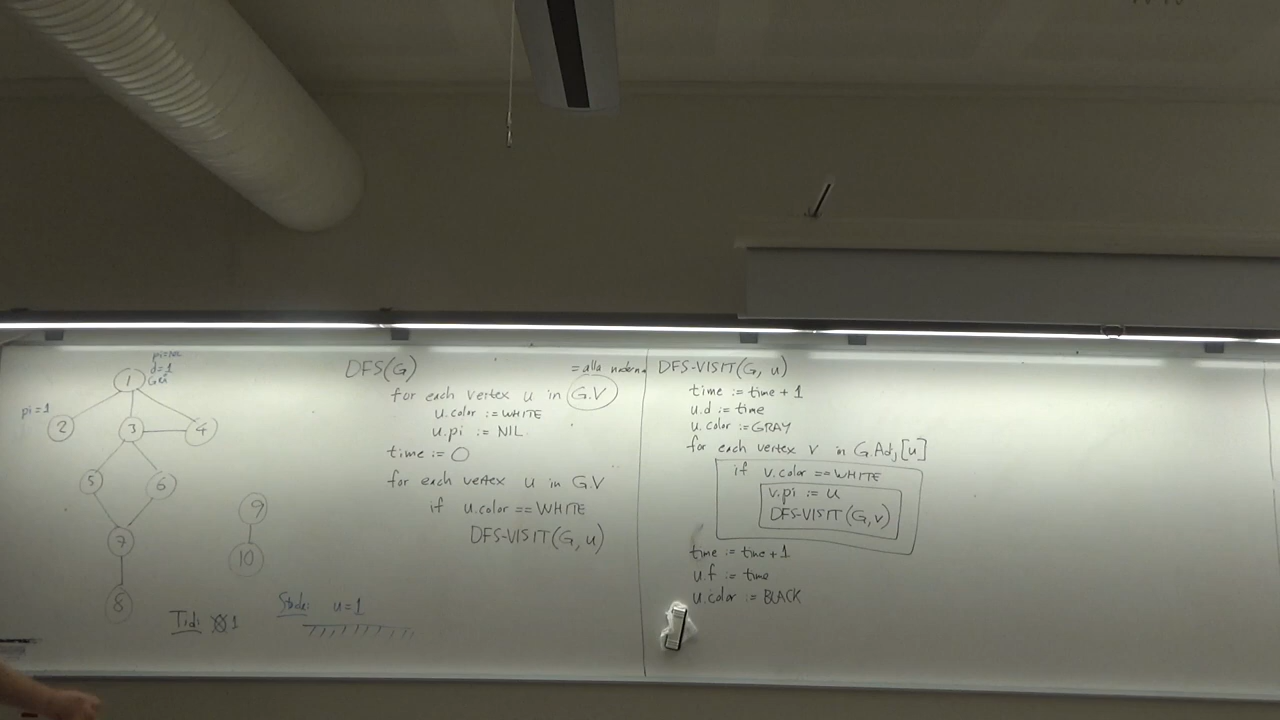 pi=NIL
d=1
Grå
1
pi=1
2
3
4
5
6
7
8
9
10
Tid: 0 1
Stack: u=1
DFS(G)
= alla noderna
for each vertex u in G.V
u.color := WHITE
u.pi := NIL
time := 0
for each vertex u in G.V
if u.color == WHITE
DFS-VISIT(G, u)
DFS-VISIT(G, u)
time := time + 1
u.d := time
u.color := GRAY
for each vertex v in G.Adj[u]
if v.color == WHITE
v.pi := u
DFS-VISIT(G, v)
time := time + 1
u.f := time
u.color := BLACK